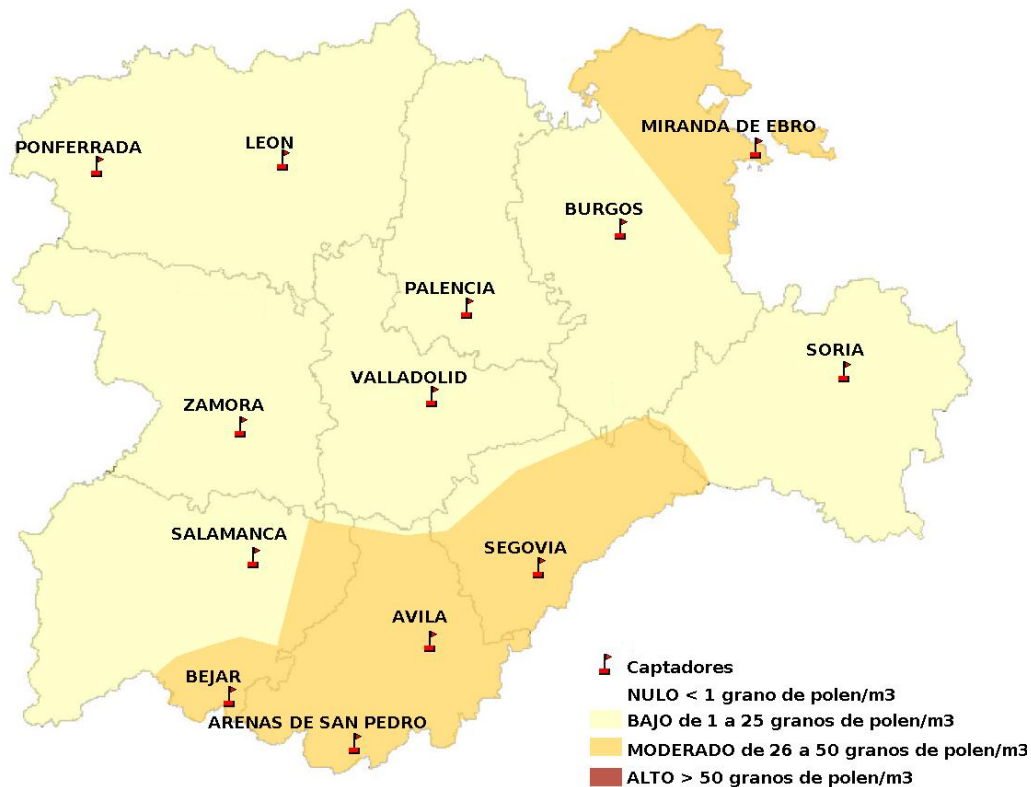 MIRANDA DE EBRO
PONFERRADA
LEON
BURGOS
PALENCIA
SORIA
VALLADOLID
ZAMORA
SALAMANCA
SEGOVIA
AVILA
BEJAR
ARENAS DE SAN PEDRO
Captadores
NULO < 1 grano de polen/m3
BAJO de 1 a 25 granos de polen/m3
MODERADO de 26 a 50 granos de polen/m3
ALTO > 50 granos de polen/m3